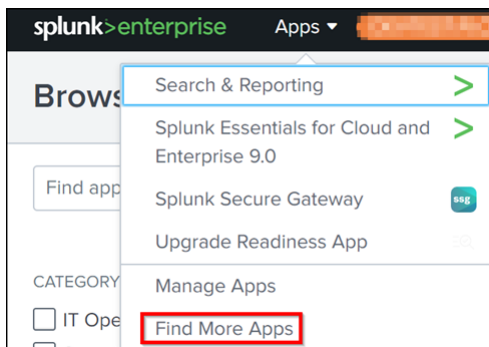 splunk>enterprise Apps
Brows
Search & Reporting
Splunk Essentials for Cloud and
Enterprise 9.0
Find app
Splunk Secure Gateway
ssg
Upgrade Readiness App
CATEGORY
Manage Apps
IT Ope
Find More Apps